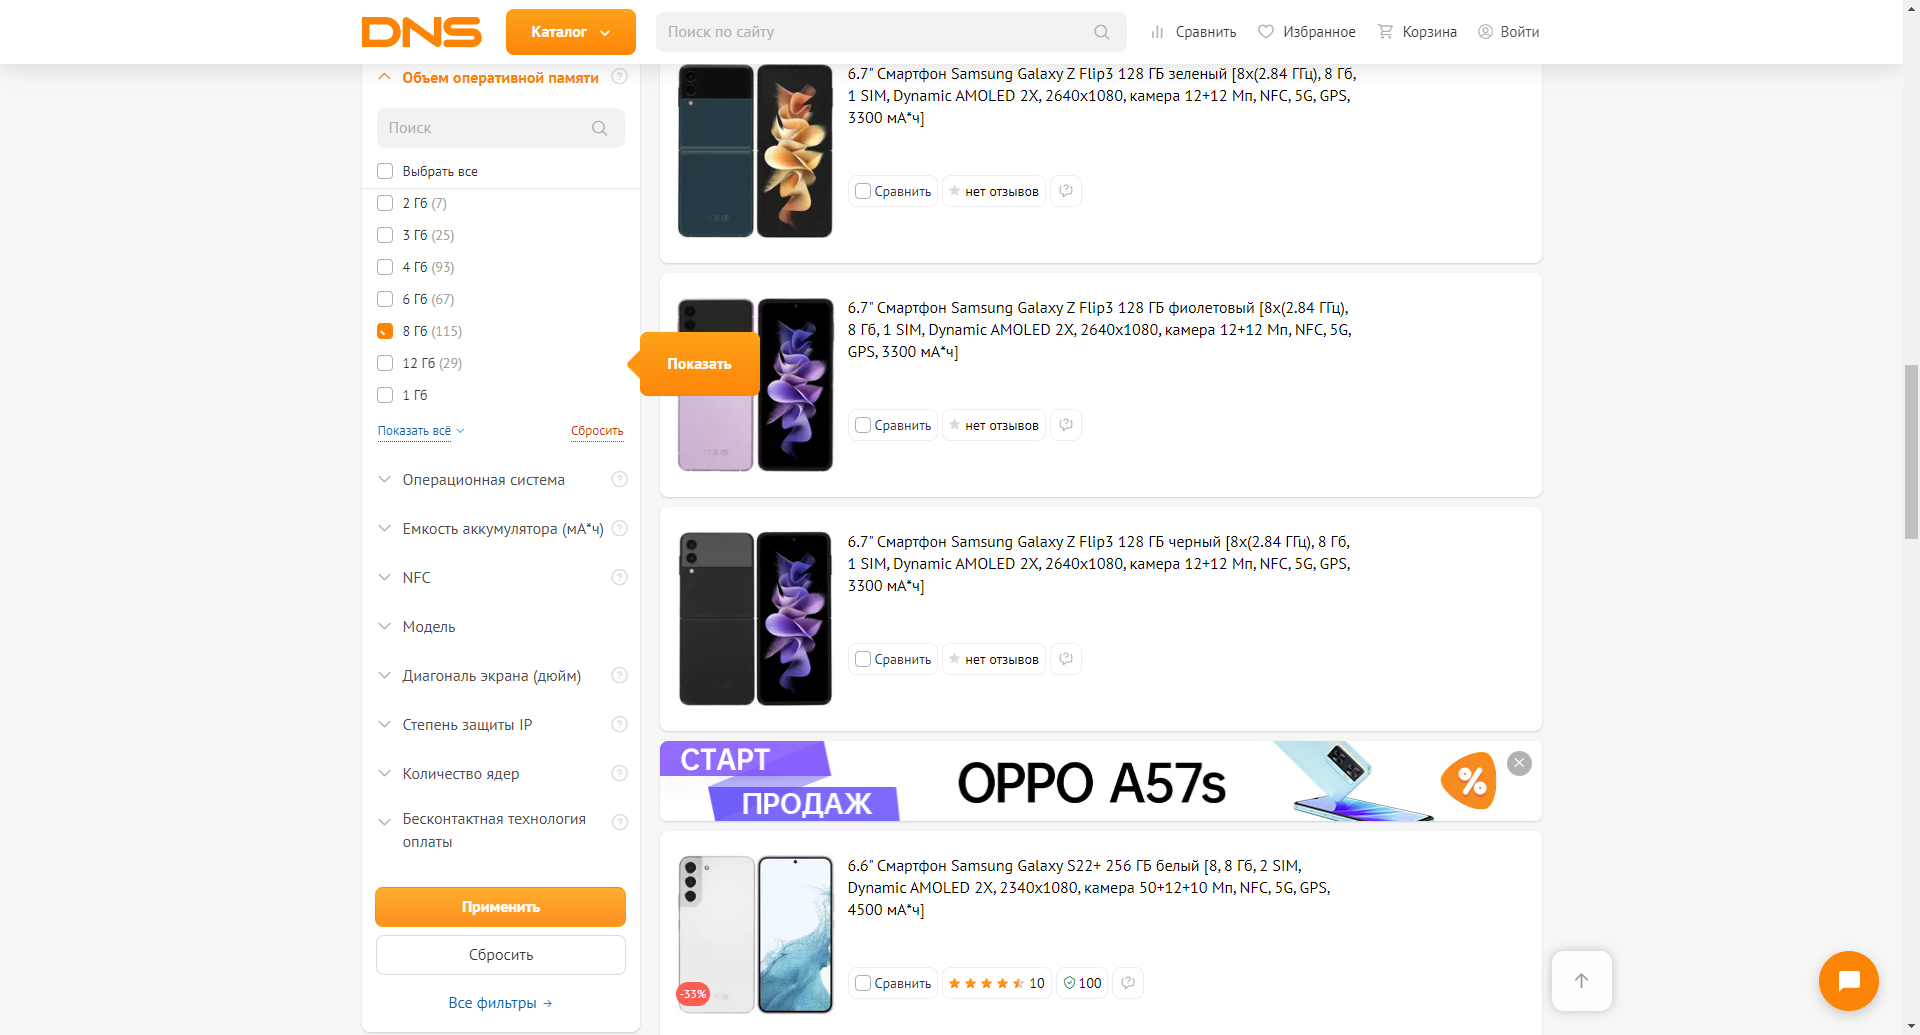 DNS
Каталог
Поиск по сайту
Сравнить
Избранное
Корзина
Войти
Объем оперативной памяти
Поиск
Выбрать все
2 Гб (7)
3 Гб (25)
4 Гб (93)
6 Гб (67)
8 Гб (115)
12 Гб (29)
1 Гб
Показать всё
Сбросить
Показать
Операционная система
Емкость аккумулятора (мА*ч)
NFC
Модель
Диагональ экрана (дюйм)
Степень защиты IP
Количество ядер
Бесконтактная технология
оплаты
Применить
Сбросить
Все фильтры →
6.7" Смартфон Samsung Galaxy Z Flip3 128 ГБ зеленый [8x(2.84 ГГц), 8 Гб,
1 SIM, Dynamic AMOLED 2X, 2640x1080, камера 12+12 Мп, NFC, 5G, GPS,
3300 мА*ч]
Сравнить
нет отзывов
6.7" Смартфон Samsung Galaxy Z Flip3 128 ГБ фиолетовый [8x(2.84 ГГц),
8 Гб, 1 SIM, Dynamic AMOLED 2X, 2640x1080, камера 12+12 Мп, NFC, 5G,
GPS, 3300 мА*ч]
Сравнить
нет отзывов
6.7" Смартфон Samsung Galaxy Z Flip3 128 ГБ черный [8x(2.84 ГГц), 8 Гб,
1 SIM, Dynamic AMOLED 2X, 2640x1080, камера 12+12 Мп, NFC, 5G, GPS,
3300 мА*ч]
Сравнить
нет отзывов
СТАРТ
ПРОДАЖ
OPPO A57s
%
6.6" Смартфон Samsung Galaxy S22+ 256 ГБ белый [8, 8 Гб, 2 SIM,
Dynamic AMOLED 2X, 2340x1080, камера 50+12+10 Мп, NFC, 5G, GPS,
4500 мА*ч]
-33%
Сравнить
10
100